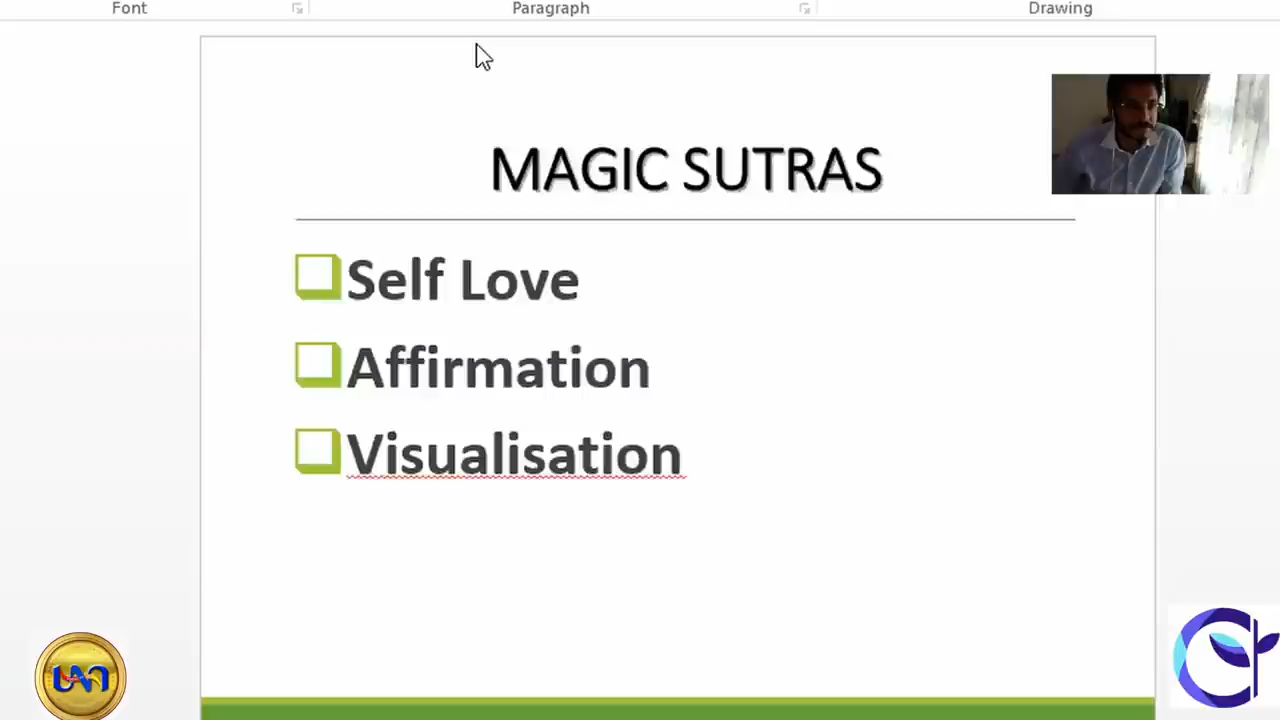 Font
Paragraph
Drawing
MAGIC SUTRAS
Self Love
Affirmation
Visualisation